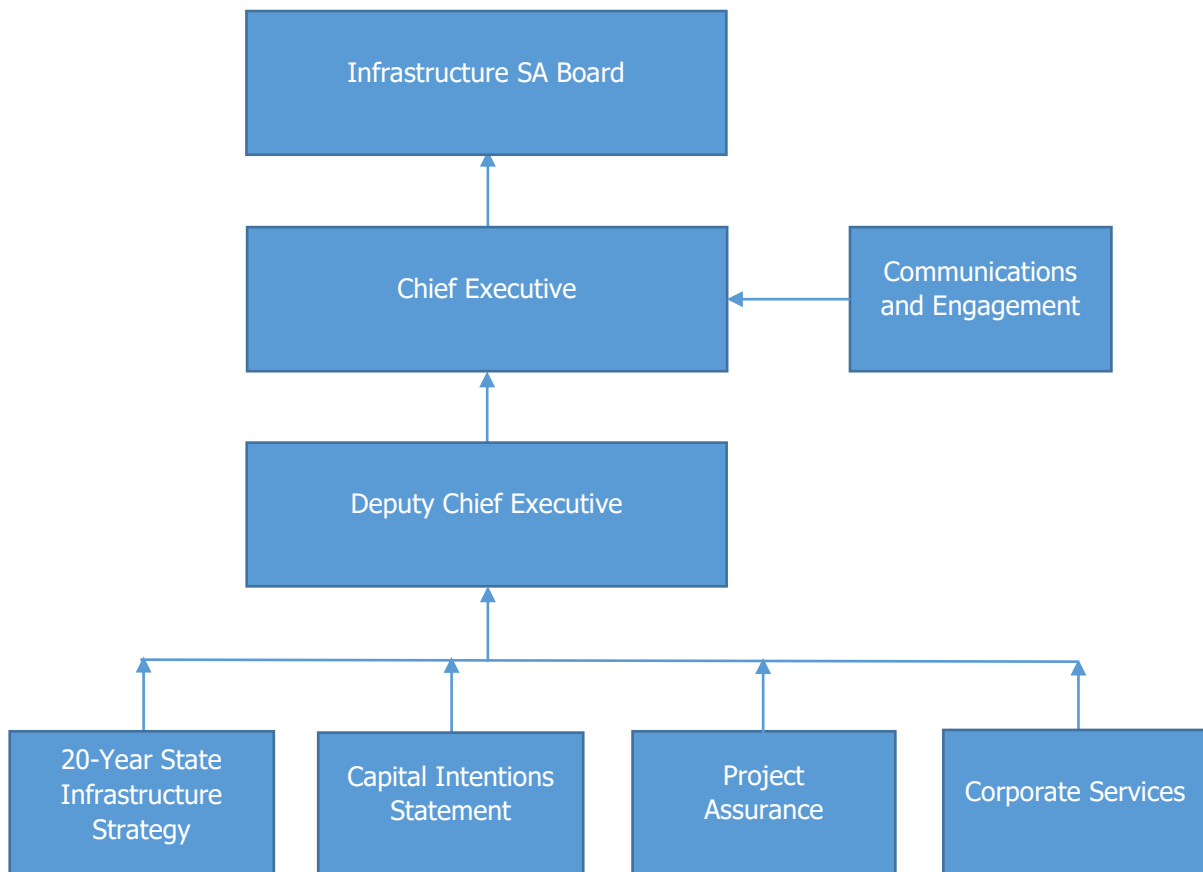 Infrastructure SA Board
Chief Executive
Communications
and Engagement
Deputy Chief Executive
20-Year State
Infrastructure
Strategy
Capital Intentions
Statement
Project
Assurance
Corporate Services